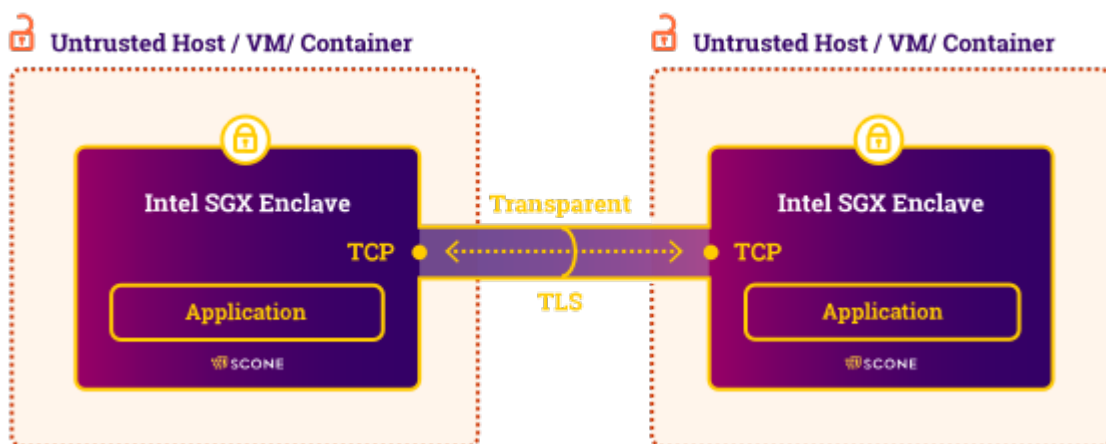 Untrusted Host / VM/ Container
Untrusted Host / VM/ Container
Intel SGX Enclave
Transparent
Intel SGX Enclave
TCP
TCP
TLS
Application
Application
SCONE
SCONE